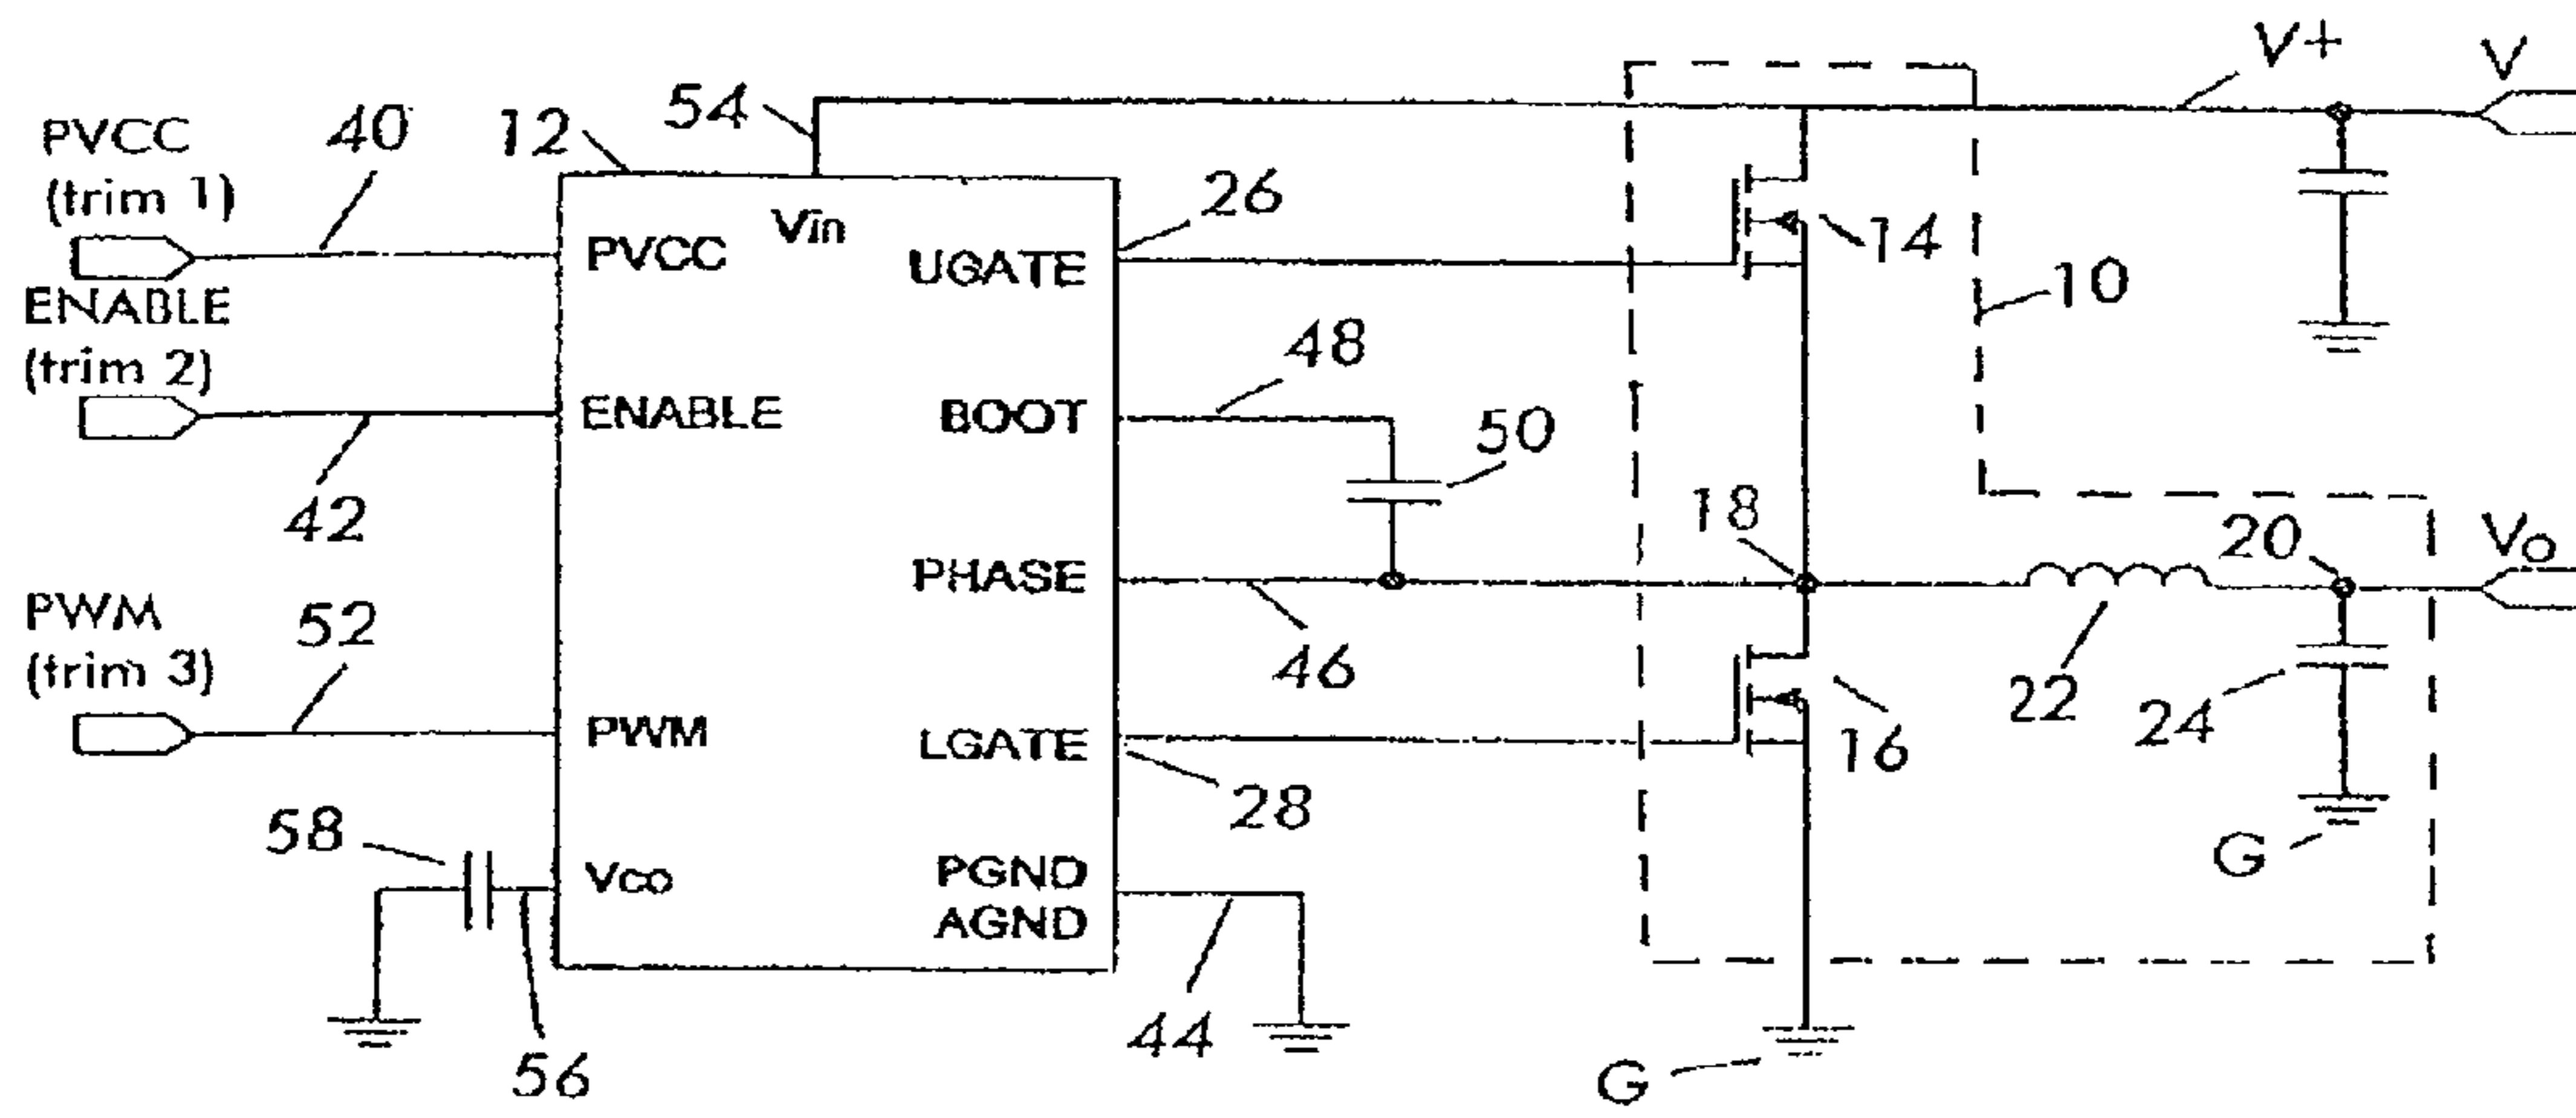 V+
V
54
12
40
PVCC
(trim 1)
26
Vin
14
PVCC
UGATE
10
ENABLE
(trim 2)
48
ENABLE
BOOT
50
42
18
20
Vo
PHASE
PWM
(trim 3)
52
46
22
24
PWM
LGATE
16
28
58
G
Vco
PGND
AGND
44
56
G